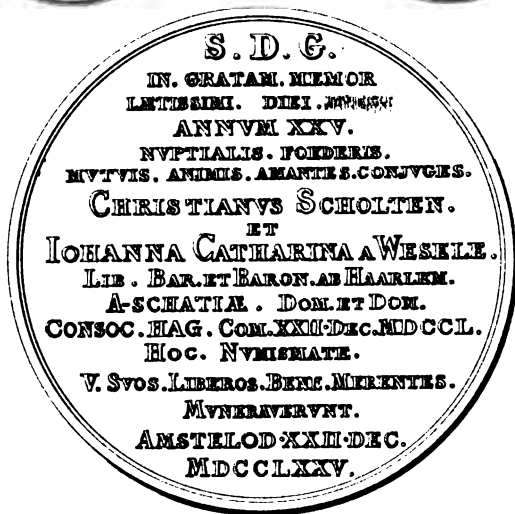 S. D. G.
IN. GRATAM. MEMOR
LÆTISSIMI. DIEI.
ANNVM XXV.
NVPTIALIS. FOEDERIS.
MVTVIS. ANIMIS. AMANTES. CONJVGES.
CHRISTIANVS SCHOLTEN.
ET
IOHANNA CATHARINA A WESELE.
LIB. BAR. ET BARON. AB HAARLEM.
A-SCHATIÆ. DOM. ET DOM.
CONSOC. HAG. COM. XXII·DEC. MDCCL.
HOC. NVMISMATE.
V. SVOS. LIBEROS. BENE. MERENTES.
MVNERAVERVNT.
AMSTELOD·XXII·DEC.
MDCCLXXV.